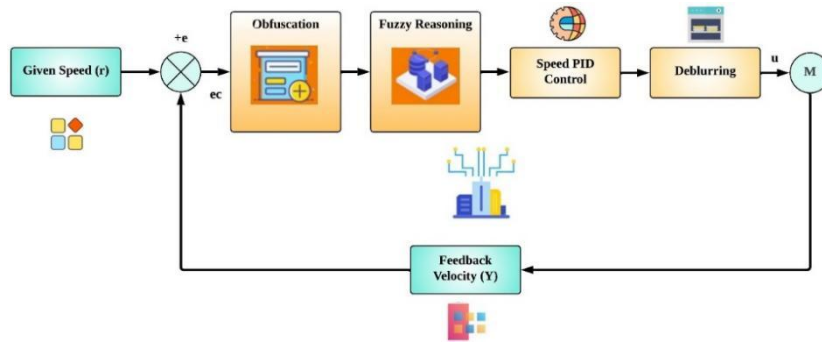 +e
Obfuscation
Fuzzy Reasoning
Given Speed (r)
ec
Speed PID
Control
Deblurring
u
M
Feedback
Velocity (Y)